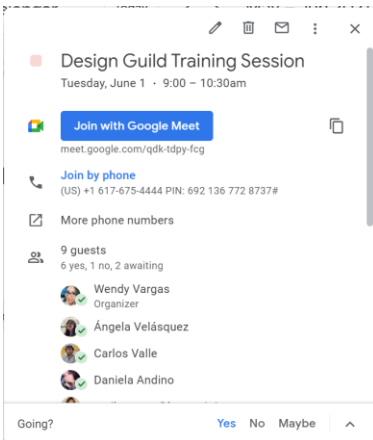 Design Guild Training Session
Tuesday, June 1 · 9:00 – 10:30am
Join with Google Meet
meet.google.com/qdk-tdpy-fcg
Join by phone
(US) +1 617-675-4444 PIN: 692 136 772 8737#
More phone numbers
9 guests
6 yes, 1 no, 2 awaiting
Wendy Vargas
Organizer
Ángela Velásquez
Carlos Valle
Daniela Andino
Going?
Yes No Maybe